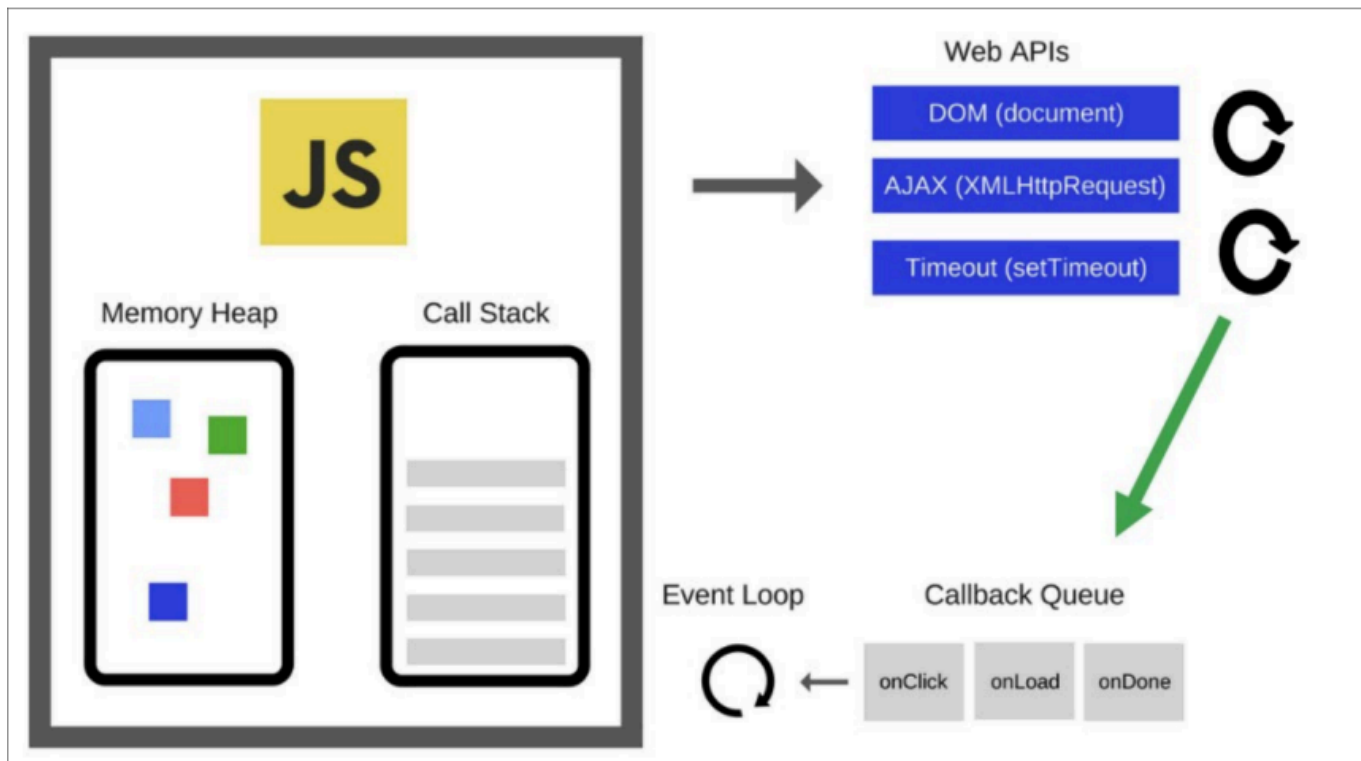 Web APIs
DOM (document)
JS
AJAX (XMLHttpRequest)
Timeout (setTimeout)
Memory Heap
Call Stack
Event Loop
Callback Queue
onClick
onLoad
onDone